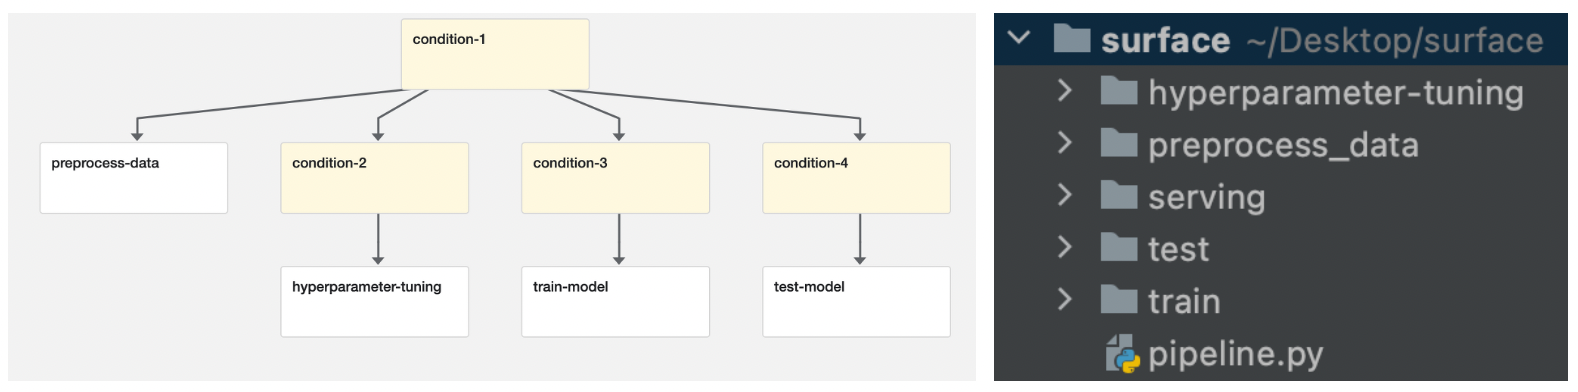 condition-1
preprocess-data
condition-2
condition-3
condition-4
hyperparameter-tuning
train-model
test-model
surface ~/Desktop/surface
hyperparameter-tuning
preprocess_data
serving
test
train
pipeline.py